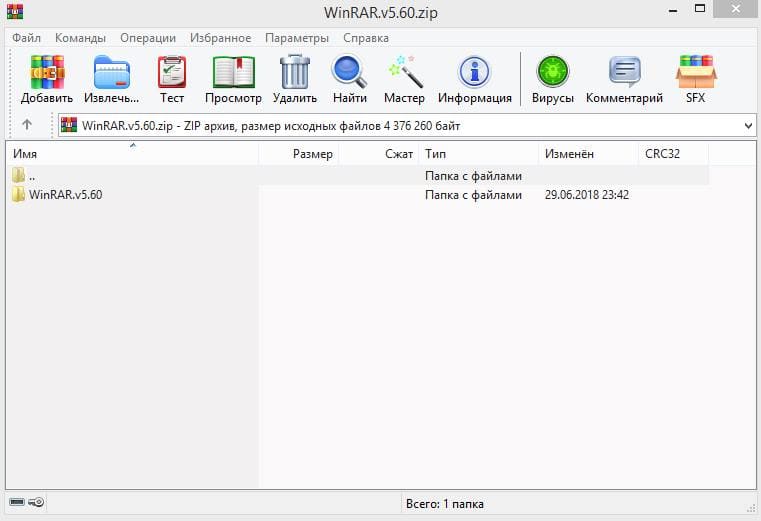 WinRAR.v5.60.zip
Файл Команды Операции Избранное Параметры Справка
Добавить Извлечь... Тест Просмотр Удалить Найти Мастер Информация Вирусы Комментарий SFX
WinRAR.v5.60.zip - ZIP архив, размер исходных файлов 4 376 260 байт
Имя Размер Сжат Тип Изменён CRC32
.. Папка с файлами
WinRAR.v5.60 Папка с файлами 29.06.2018 23:42
Всего: 1 папка